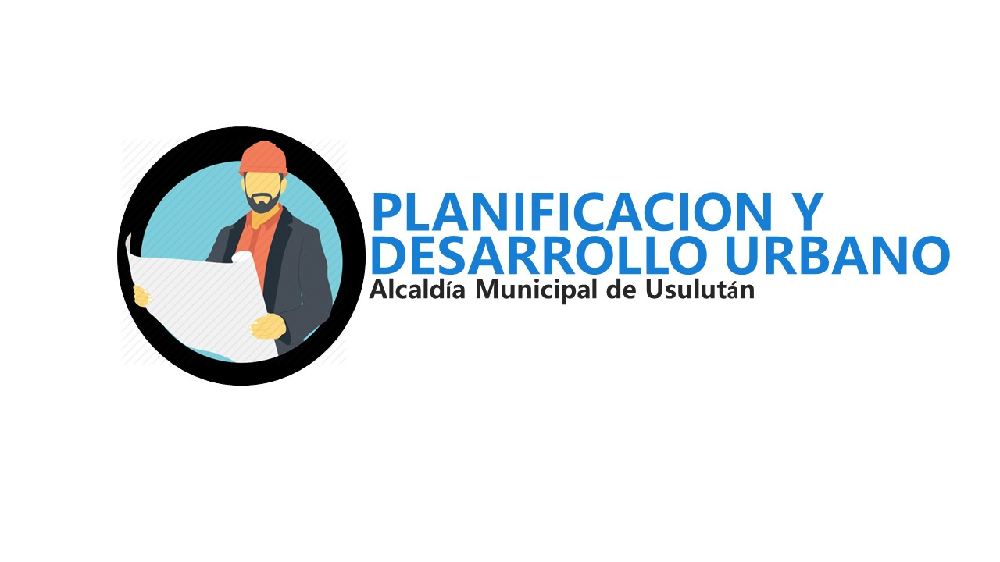 PLANIFICACION Y
DESARROLLO URBANO
Alcaldía Municipal de Usulután